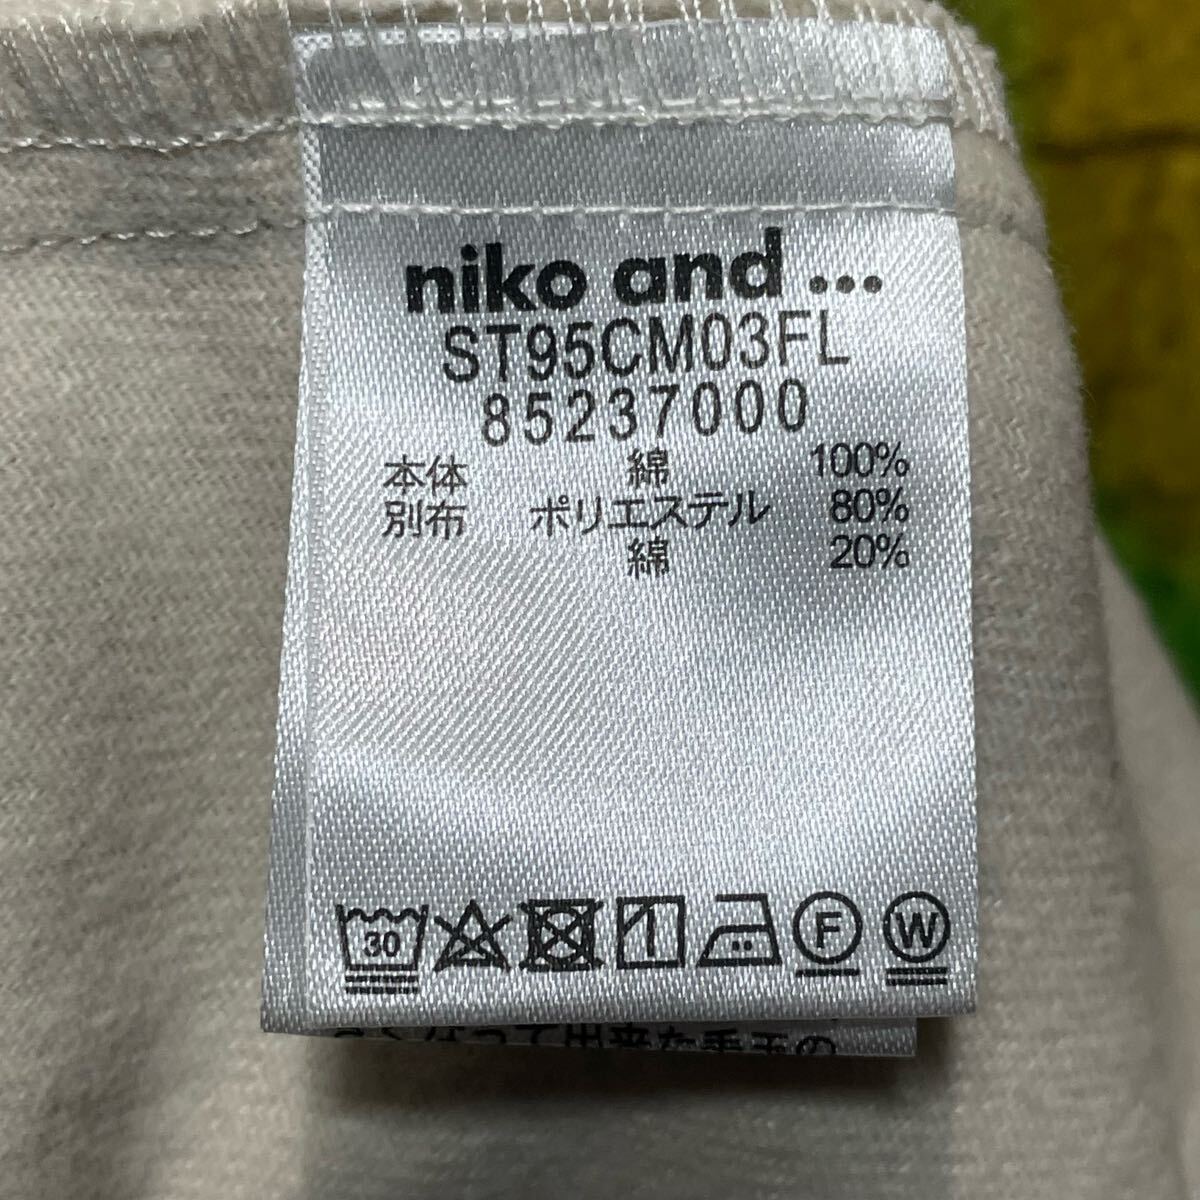 niko and ...
ST95CM03FL
85237000
本体 綿 100%
別布 ポリエステル 80%
綿 20%
30 F W